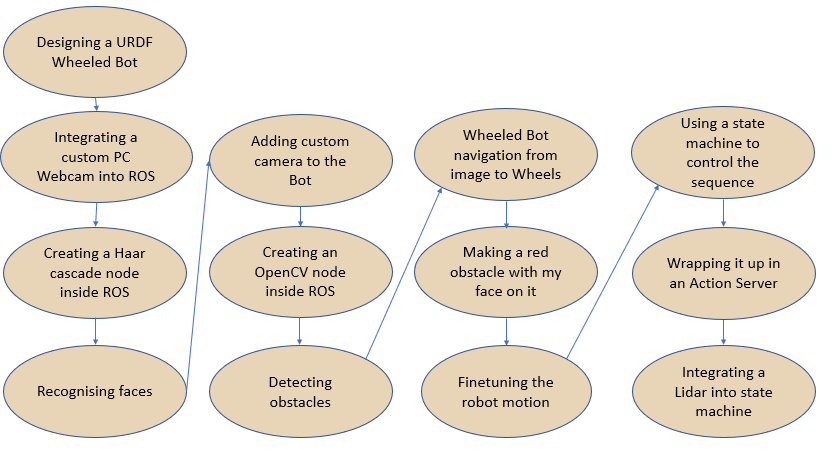 Designing a URDF
Wheeled Bot
Integrating a
custom PC
Webcam into ROS
Creating a Haar
cascade node
inside ROS
Recognising faces
Adding custom
camera to the
Bot
Creating an
OpenCV node
inside ROS
Detecting
obstacles
Wheeled Bot
navigation from
image to Wheels
Making a red
obstacle with my
face on it
Finetuning the
robot motion
Using a state
machine to
control the
sequence
Wrapping it up in
an Action Server
Integrating a
Lidar into state
machine